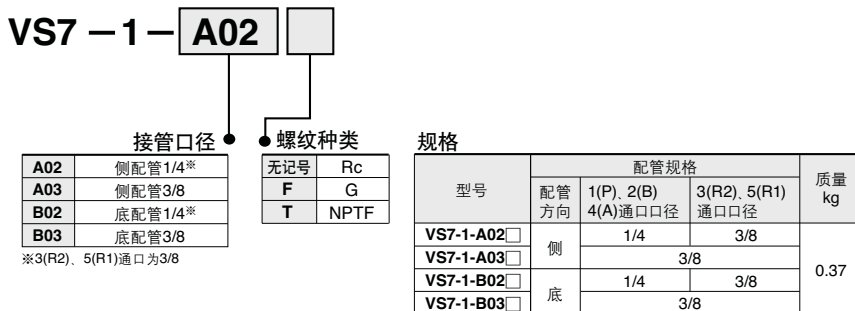 VS7－1－A02
接管口径
A02 侧配管1/4※
A03 侧配管3/8
B02 底配管1/4※
B03 底配管3/8
※3(R2)、5(R1)通口为3/8
螺纹种类
无记号 Rc
F G
T NPTF
规格
型号 配管规格 质量 kg
配管方向 1(P)、2(B) 4(A)通口口径 3(R2)、5(R1) 通口口径
VS7-1-A02□ 侧 1/4 3/8 0.37
VS7-1-A03□ 3/8
VS7-1-B02□ 底 1/4 3/8
VS7-1-B03□ 3/8